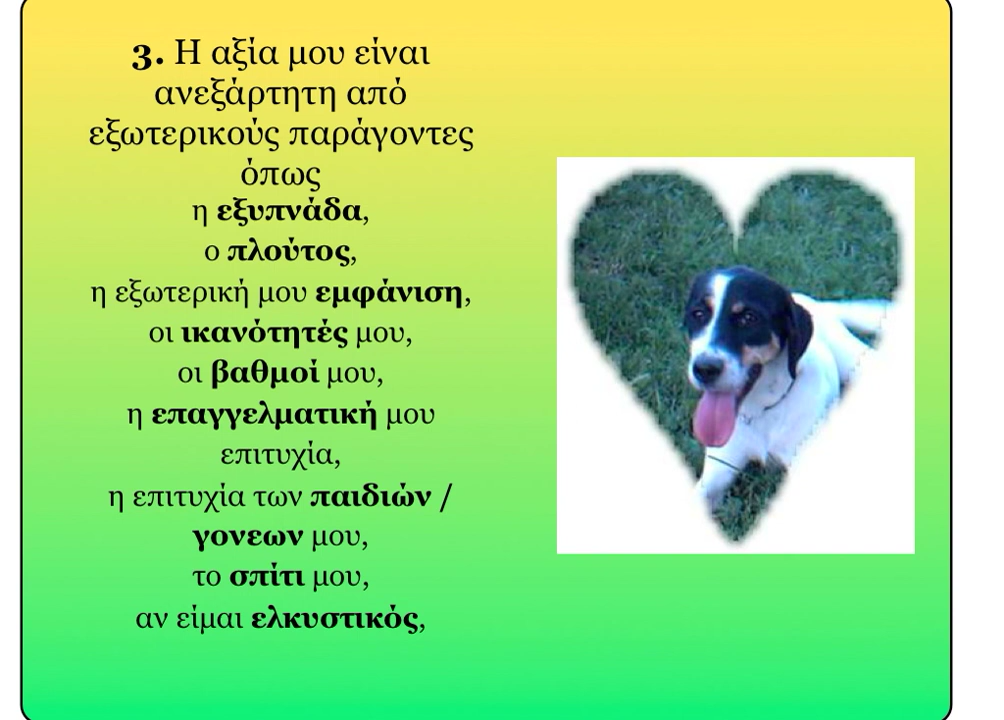 3. Η αξία μου είναι
ανεξάρτητη από
εξωτερικούς παράγοντες
όπως
η εξυπνάδα,
ο πλούτος,
η εξωτερική μου εμφάνιση,
οι ικανότητές μου,
οι βαθμοί μου,
η επαγγελματική μου
επιτυχία,
η επιτυχία των παιδιών /
γονεων μου,
το σπίτι μου,
αν είμαι ελκυστικός,